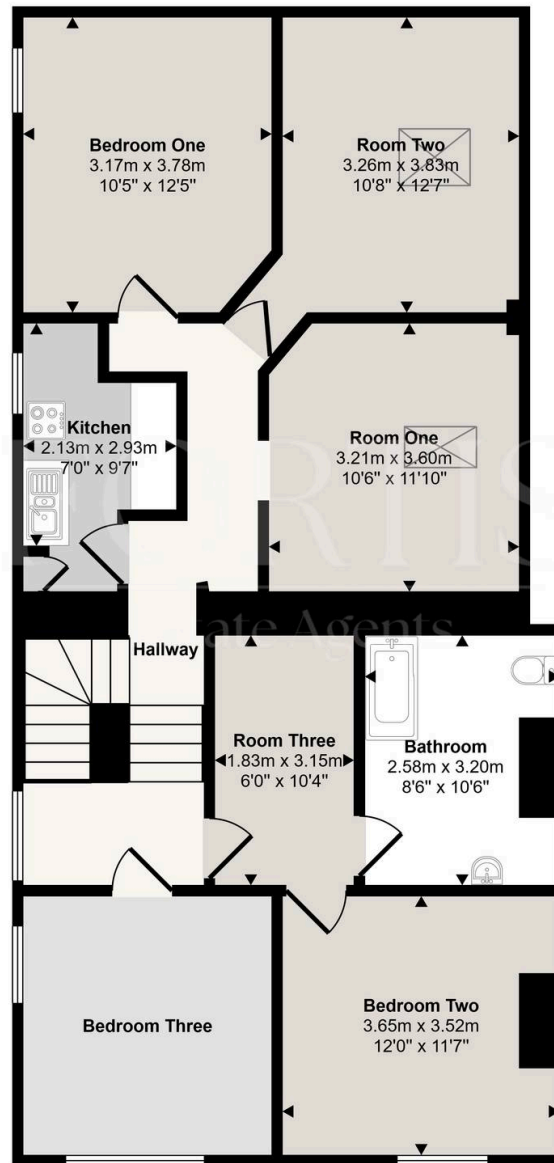 Bedroom One
3.17m x 3.78m
10'5" x 12'5"
Room Two
3.26m x 3.83m
10'8" x 12'7"
Kitchen
2.13m x 2.93m
7'0" x 9'7"
Room One
3.21m x 3.60m
10'6" x 11'10"
FORTIS
Estate Agents
Hallway
Room Three
1.83m x 3.15m
6'0" x 10'4"
Bathroom
2.58m x 3.20m
8'6" x 10'6"
Bedroom Three
Bedroom Two
3.65m x 3.52m
12'0" x 11'7"